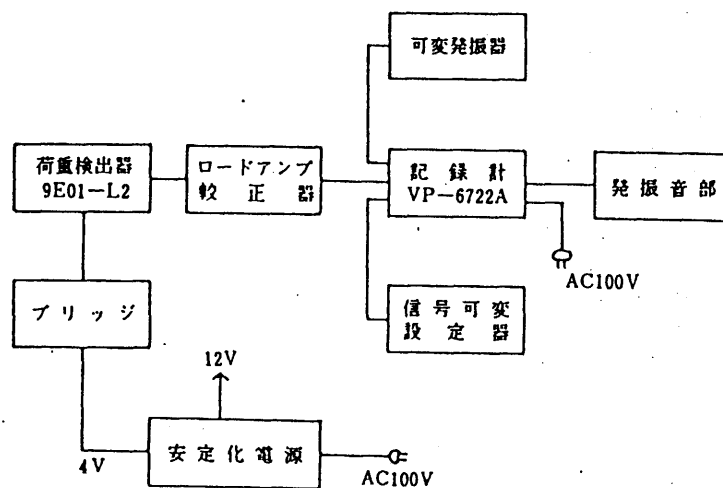 可変発振器
荷重検出器
9E01-L2
ロードアンプ
較正器
記録計
VP-6722A
発振音部
AC100V
ブリッジ
信号可変
設定器
12V
4V
安定化電源
AC100V